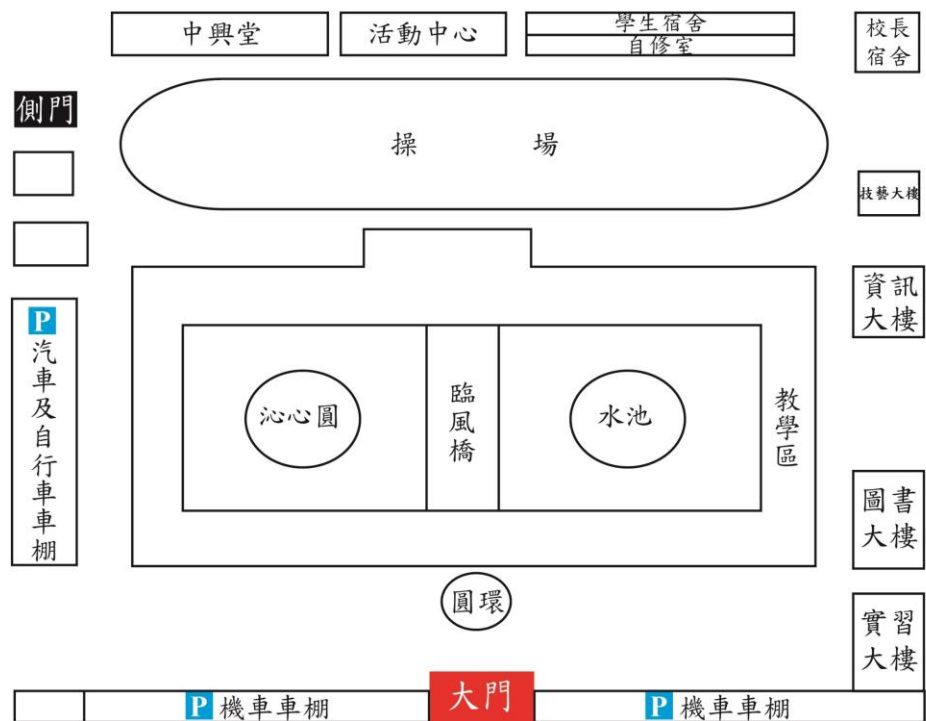 中興堂
活動中心
學生宿舍
自修室
校長
宿舍
側門
操場
技藝大樓
資訊
大樓
P
汽車及自行車車棚
沁心圓
臨風橋
水池
教學區
圖書
大樓
圓環
實習
大樓
P 機車車棚
大門
P 機車車棚